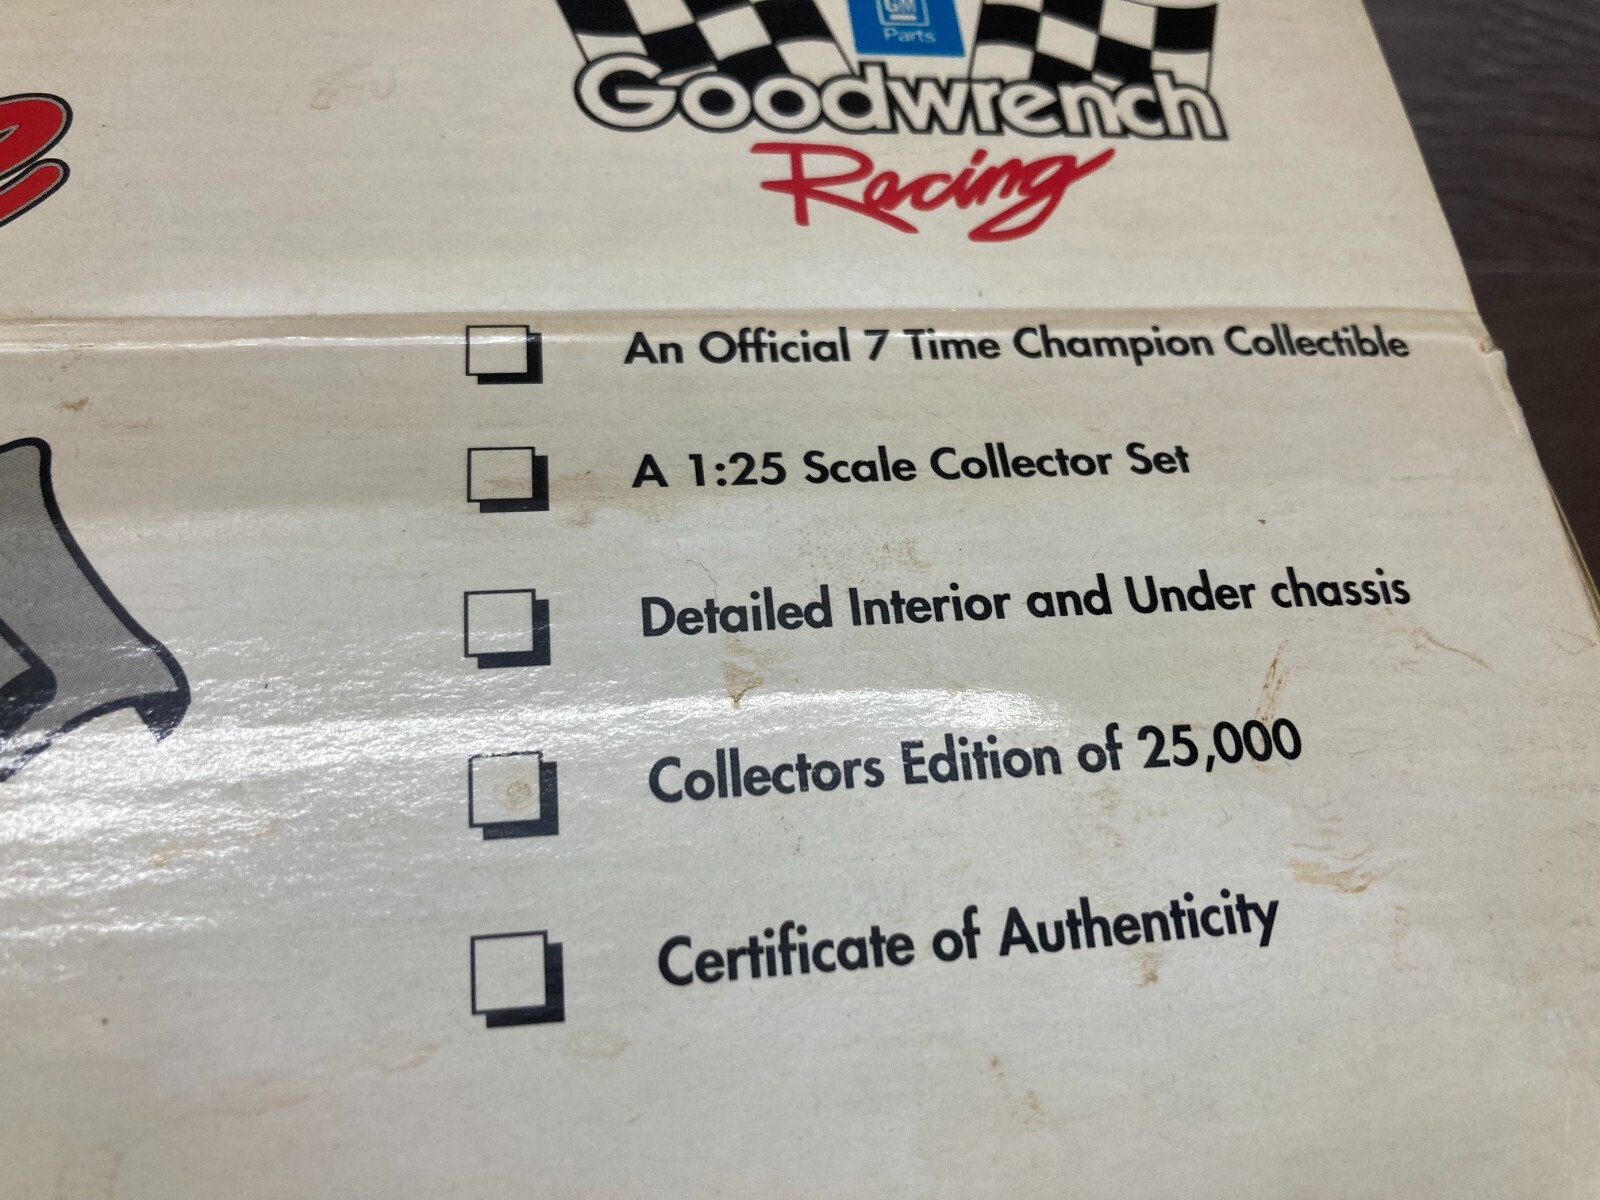 GM
Parts
Goodwrench
Racing
An Official 7 Time Champion Collectible
A 1:25 Scale Collector Set
Detailed Interior and Under chassis
Collectors Edition of 25,000
Certificate of Authenticity